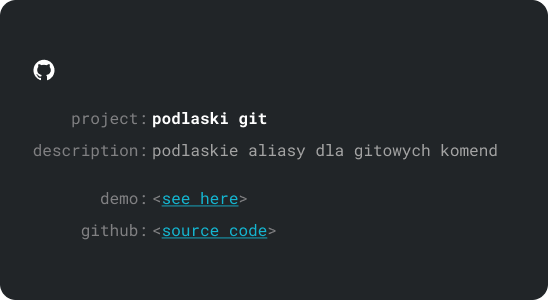 project: podlaski git
description: podlaskie aliasy dla gitowych komend
demo: <see here>
github: <source code>